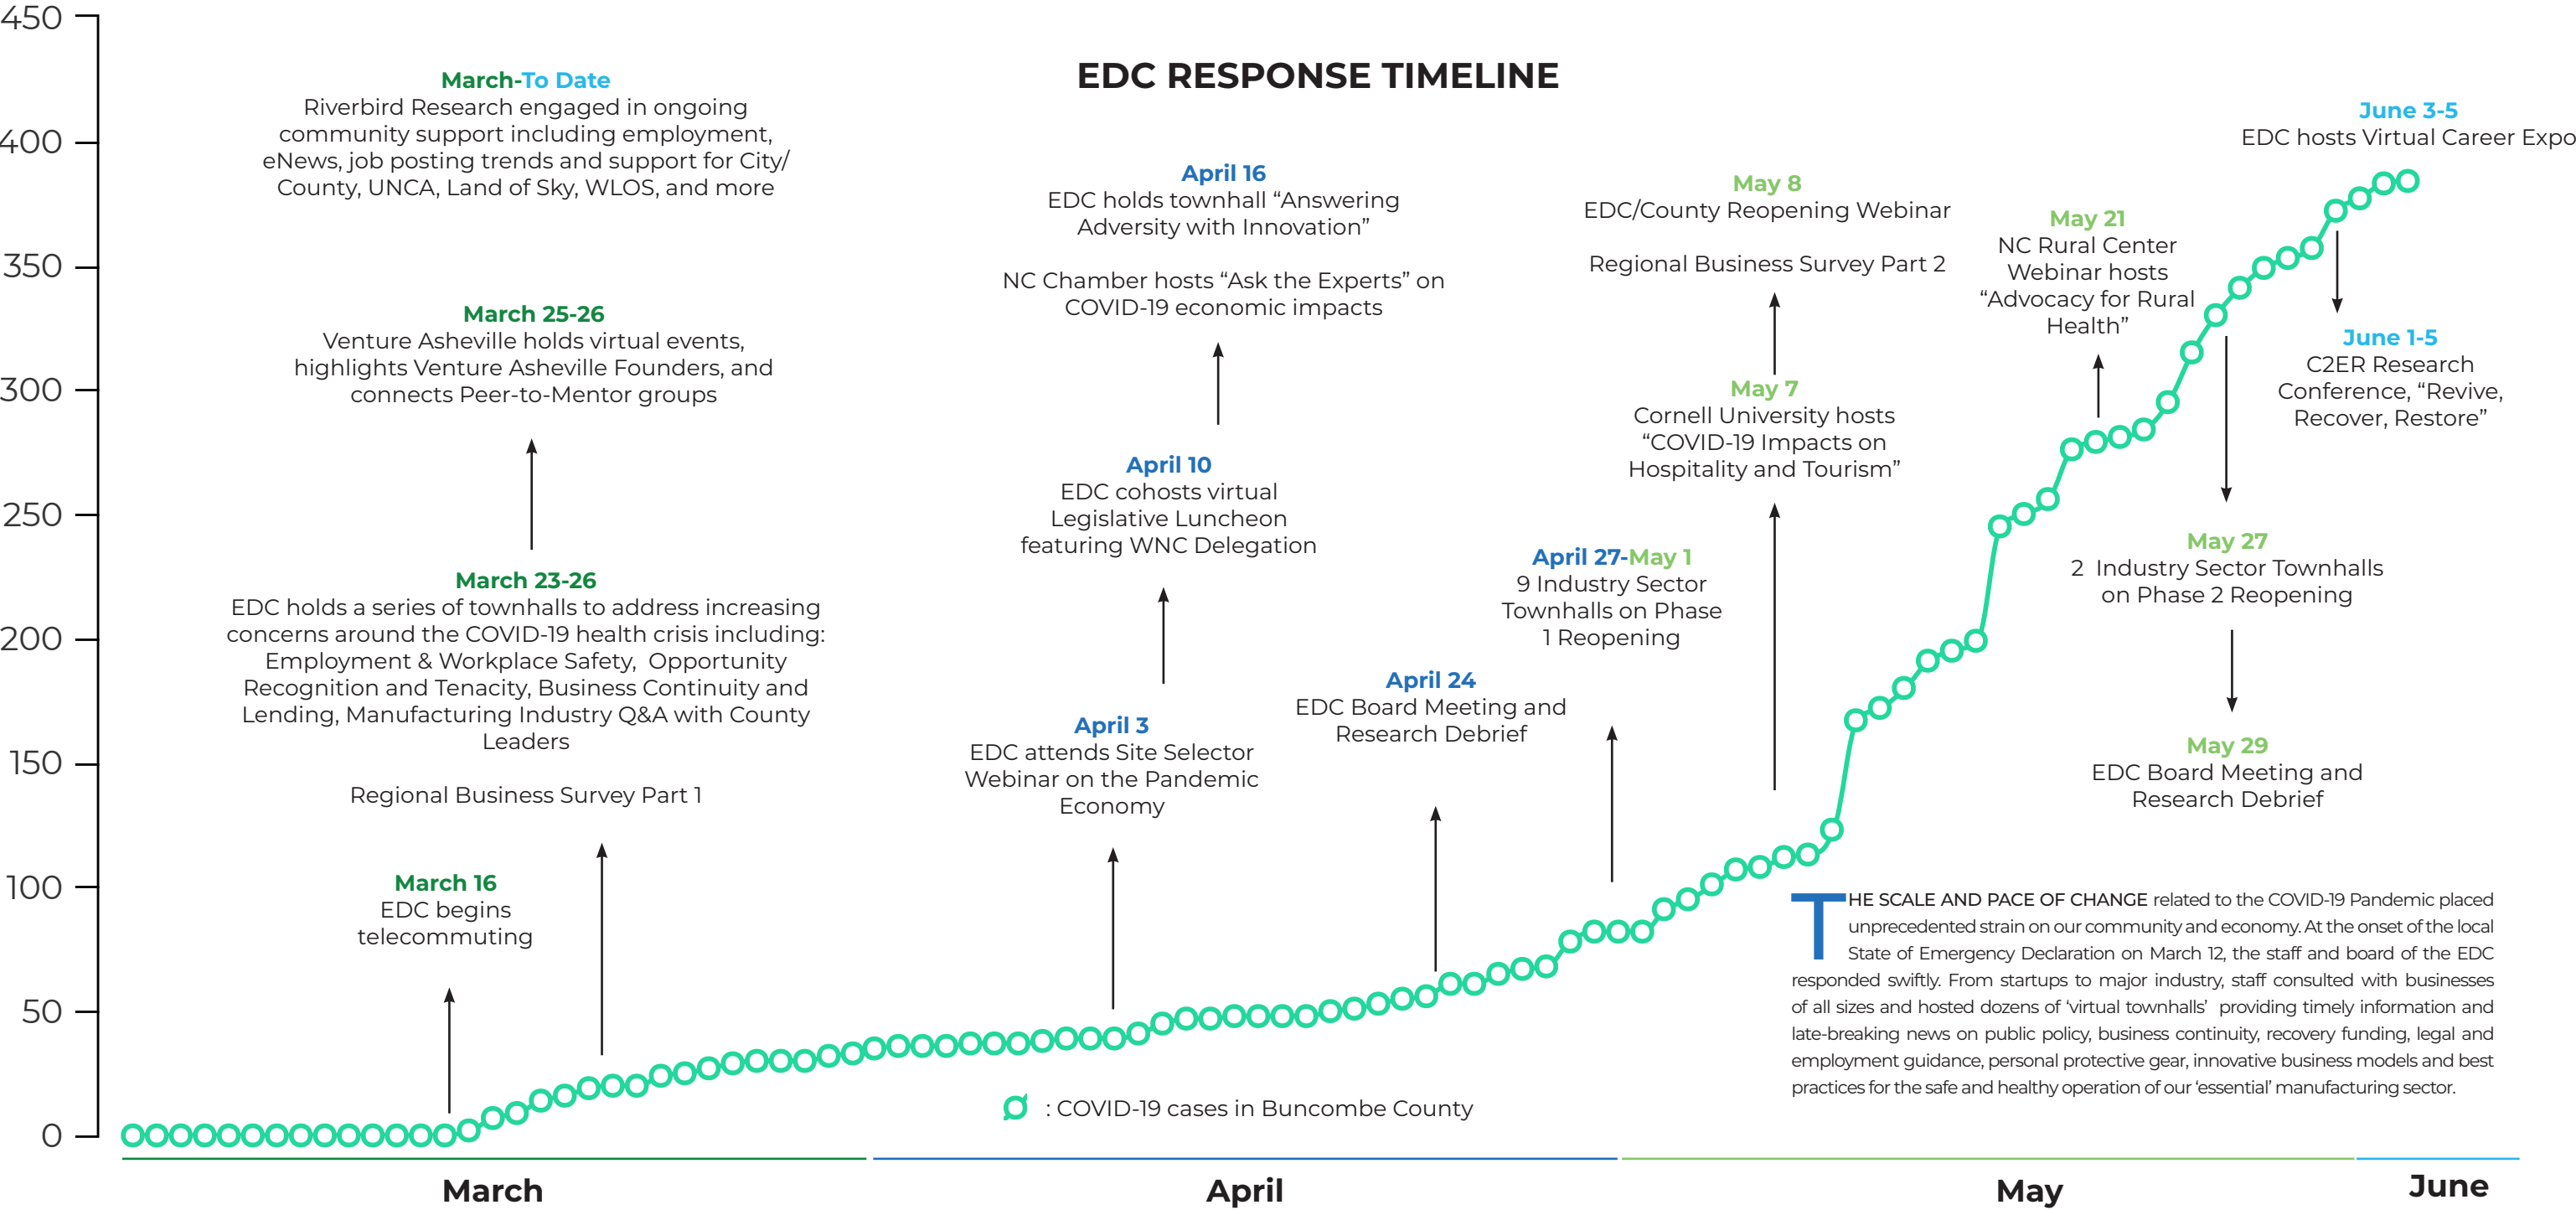 EDC RESPONSE TIMELINE
450
400
350
300
250
200
150
100
50
0
March-To Date
Riverbird Research engaged in ongoing
community support including employment,
eNews, job posting trends and support for City/
County, UNCA, Land of Sky, WLOS, and more
March 25-26
Venture Asheville holds virtual events,
highlights Venture Asheville Founders, and
connects Peer-to-Mentor groups
March 23-26
EDC holds a series of townhalls to address increasing
concerns around the COVID-19 health crisis including:
Employment & Workplace Safety,  Opportunity
Recognition and Tenacity, Business Continuity and
Lending, Manufacturing Industry Q&A with County
Leaders
Regional Business Survey Part 1
March 16
EDC begins
telecommuting
April 16
EDC holds townhall “Answering
Adversity with Innovation”
NC Chamber hosts “Ask the Experts” on
COVID-19 economic impacts
April 10
EDC cohosts virtual
Legislative Luncheon
featuring WNC Delegation
April 3
EDC attends Site Selector
Webinar on the Pandemic
Economy
April 24
EDC Board Meeting and
Research Debrief
April 27-May 1
9 Industry Sector
Townhalls on Phase
1 Reopening
May 8
EDC/County Reopening Webinar
Regional Business Survey Part 2
May 7
Cornell University hosts
“COVID-19 Impacts on
Hospitality and Tourism”
May 21
NC Rural Center
Webinar hosts
“Advocacy for Rural
Health”
June 3-5
EDC hosts Virtual Career Expo
June 1-5
C2ER Research
Conference, “Revive,
Recover, Restore”
May 27
2  Industry Sector Townhalls
on Phase 2 Reopening
May 29
EDC Board Meeting and
Research Debrief
THE SCALE AND PACE OF CHANGE related to the COVID-19 Pandemic placed
unprecedented strain on our community and economy. At the onset of the local
State of Emergency Declaration on March 12, the staff and board of the EDC
responded swiftly. From startups to major industry, staff consulted with businesses
of all sizes and hosted dozens of ‘virtual townhalls’  providing timely information and
late-breaking news on public policy, business continuity, recovery funding, legal and
employment guidance, personal protective gear, innovative business models and best
practices for the safe and healthy operation of our ‘essential’ manufacturing sector.
: COVID-19 cases in Buncombe County
March
April
May
June